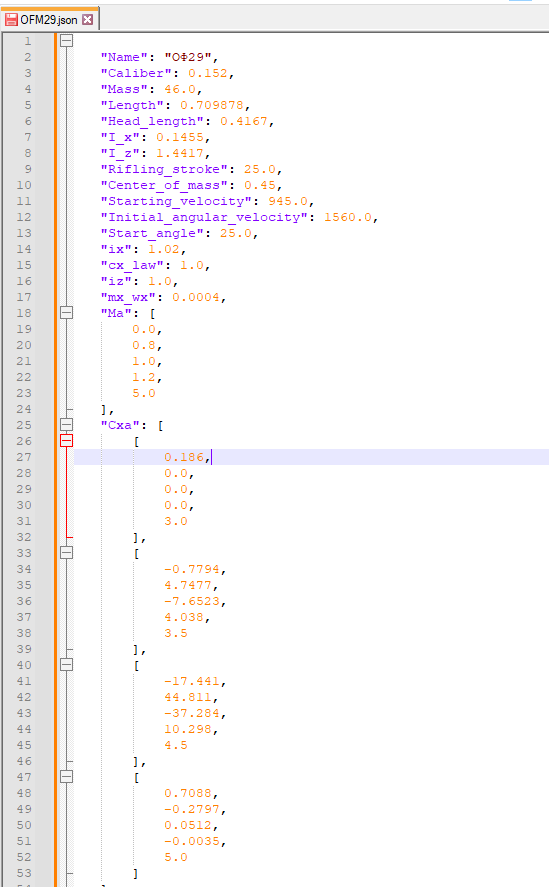 OFM29.json
1
2 "Name": "ОФ29",
3 "Caliber": 0.152,
4 "Mass": 46.0,
5 "Length": 0.709878,
6 "Head_length": 0.4167,
7 "I_x": 0.1455,
8 "I_z": 1.4417,
9 "Rifling_stroke": 25.0,
10 "Center_of_mass": 0.45,
11 "Starting_velocity": 945.0,
12 "Initial_angular_velocity": 1560.0,
13 "Start_angle": 25.0,
14 "ix": 1.02,
15 "cx_law": 1.0,
16 "iz": 1.0,
17 "mx_wx": 0.0004,
18 "Ma": [
19 0.0,
20 0.8,
21 1.0,
22 1.2,
23 5.0
24 ],
25 "Cxa": [
26 [
27 0.186,
28 0.0,
29 0.0,
30 0.0,
31 3.0
32 ],
33 [
34 -0.7794,
35 4.7477,
36 -7.6523,
37 4.038,
38 3.5
39 ],
40 [
41 -17.441,
42 44.811,
43 -37.284,
44 10.298,
45 4.5
46 ],
47 [
48 0.7088,
49 -0.2797,
50 0.0512,
51 -0.0035,
52 5.0
53 ]